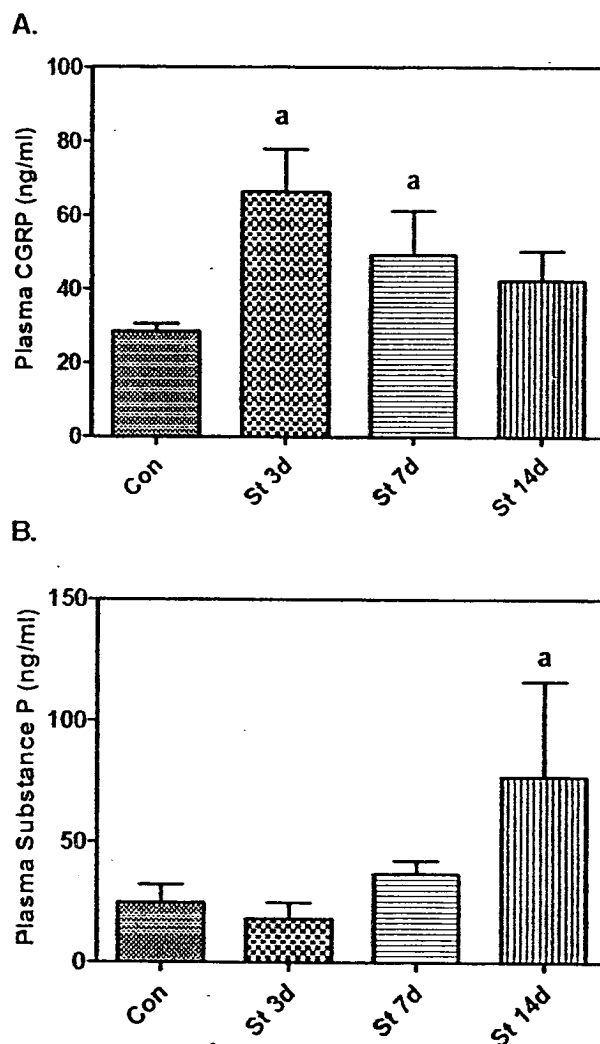 A.
Plasma CGRP (ng/ml)
100
80
60
40
20
0
a
a
Con
St 3d
St 7d
St 14d
B.
Plasma Substance P (ng/ml)
150
100
50
0
a
Con
St 3d
St 7d
St 14d